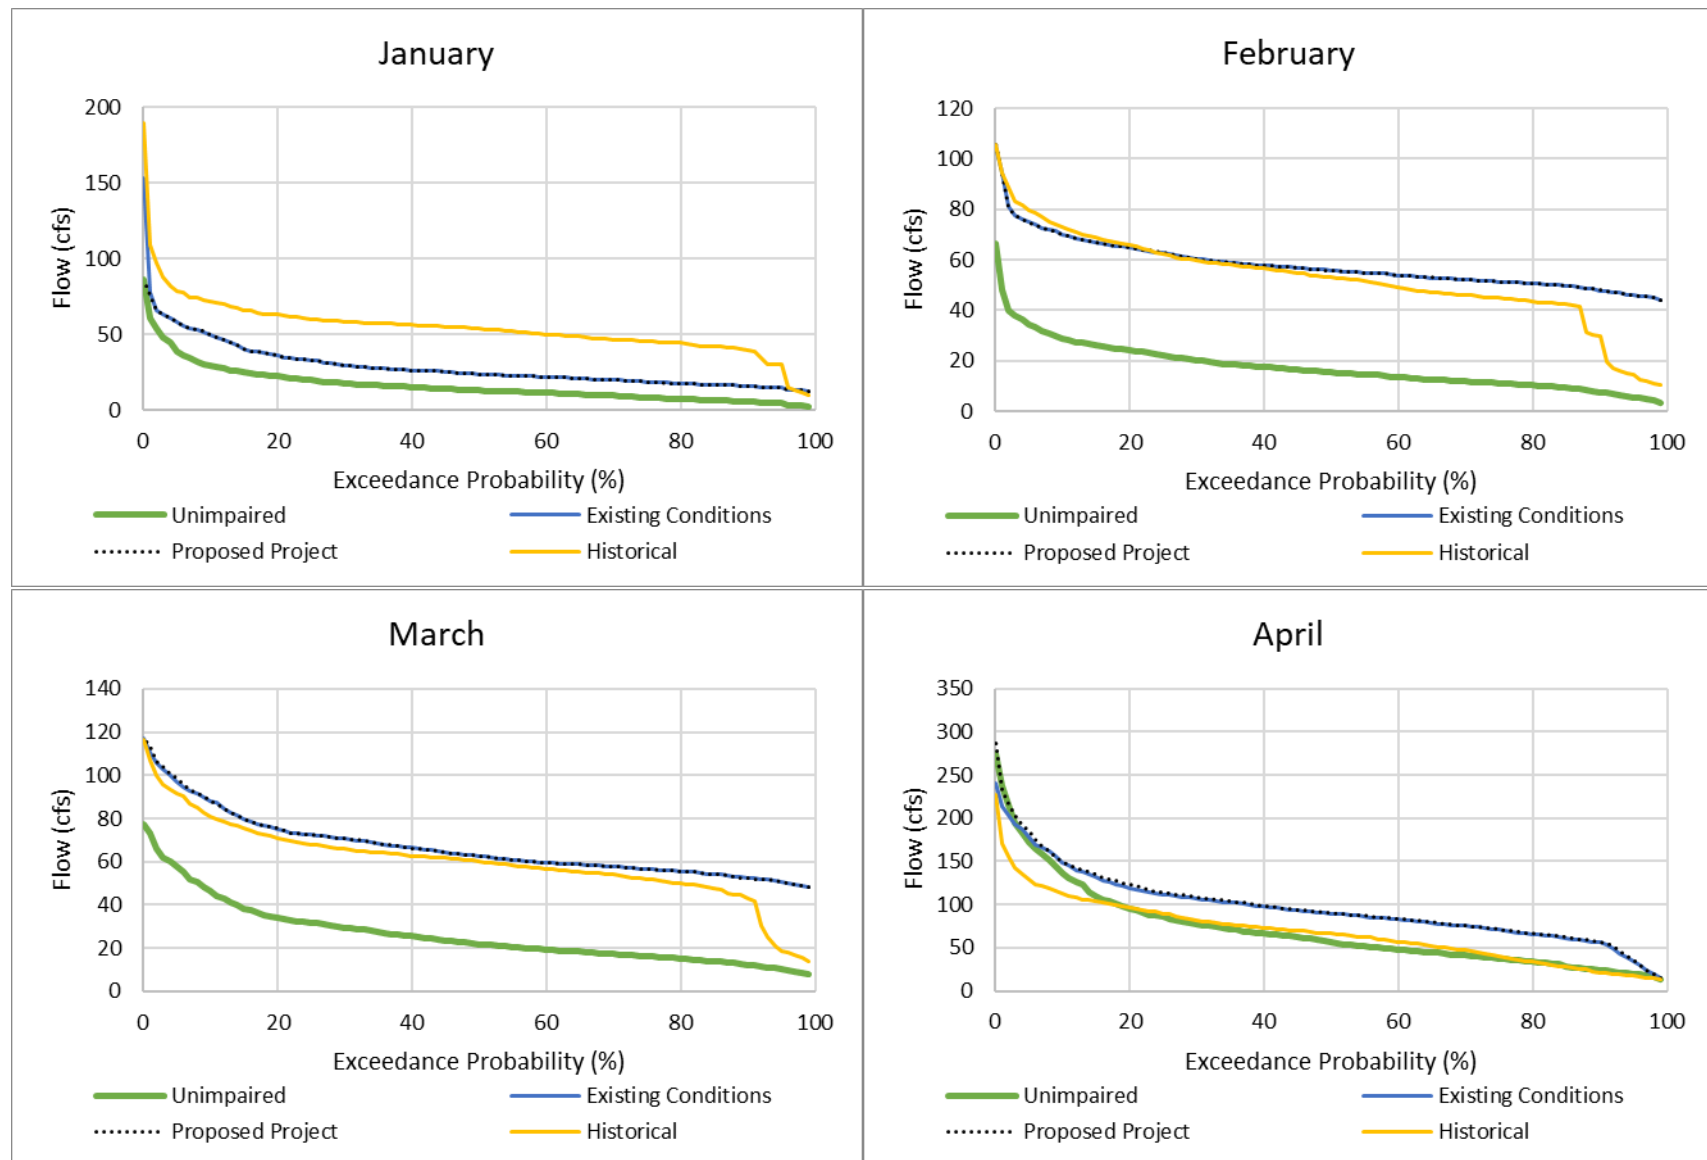 January
200
150
100
50
0
Flow (cfs)
0 20 40 60 80 100
Exceedance Probability (%)
Unimpaired Existing Conditions
Proposed Project Historical
February
120
100
80
60
40
20
0
Flow (cfs)
0 20 40 60 80 100
Exceedance Probability (%)
Unimpaired Existing Conditions
Proposed Project Historical
March
140
120
100
80
60
40
20
0
Flow (cfs)
0 20 40 60 80 100
Exceedance Probability (%)
Unimpaired Existing Conditions
Proposed Project Historical
April
350
300
250
200
150
100
50
0
Flow (cfs)
0 20 40 60 80 100
Exceedance Probability (%)
Unimpaired Existing Conditions
Proposed Project Historical